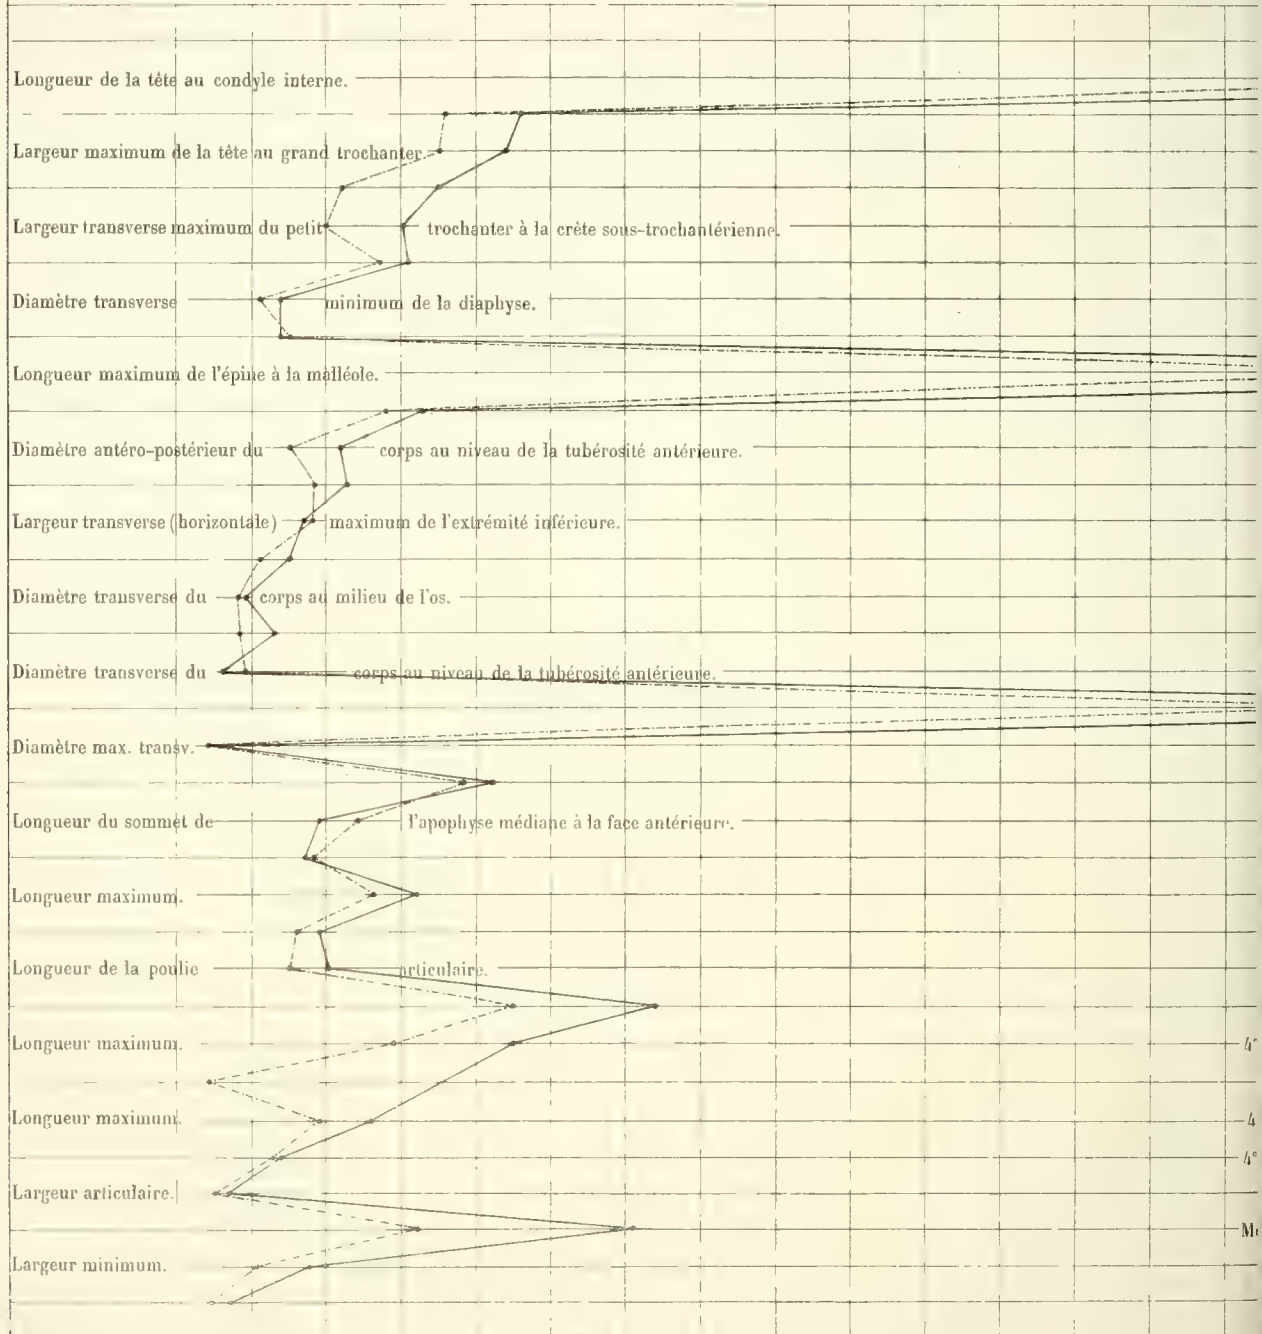 Longueur de la tête au condyle interne.
Largeur maximum de la tête au grand trochanter.
Largeur transverse maximum du petit trochanter à la crête sous-trochantérienne.
Diamètre transverse minimum de la diaphyse.
Longueur maximum de l'épine à la malléole.
Diamètre antéro-postérieur du corps au niveau de la tubérosité antérieure.
Largeur transverse (horizontale) maximum de l'extrémité inférieure.
Diamètre transverse du corps au milieu de l'os.
Diamètre transverse du corps au niveau de la tubérosité antérieure.
Diamètre max. transv.
Longueur du sommet de l'apophyse médiane à la face antérieure.
Longueur maximum.
Longueur de la poulie articulaire.
Longueur maximum. 4
Longueur maximum. 4
4°
Largeur articulaire.
Largeur minimum.